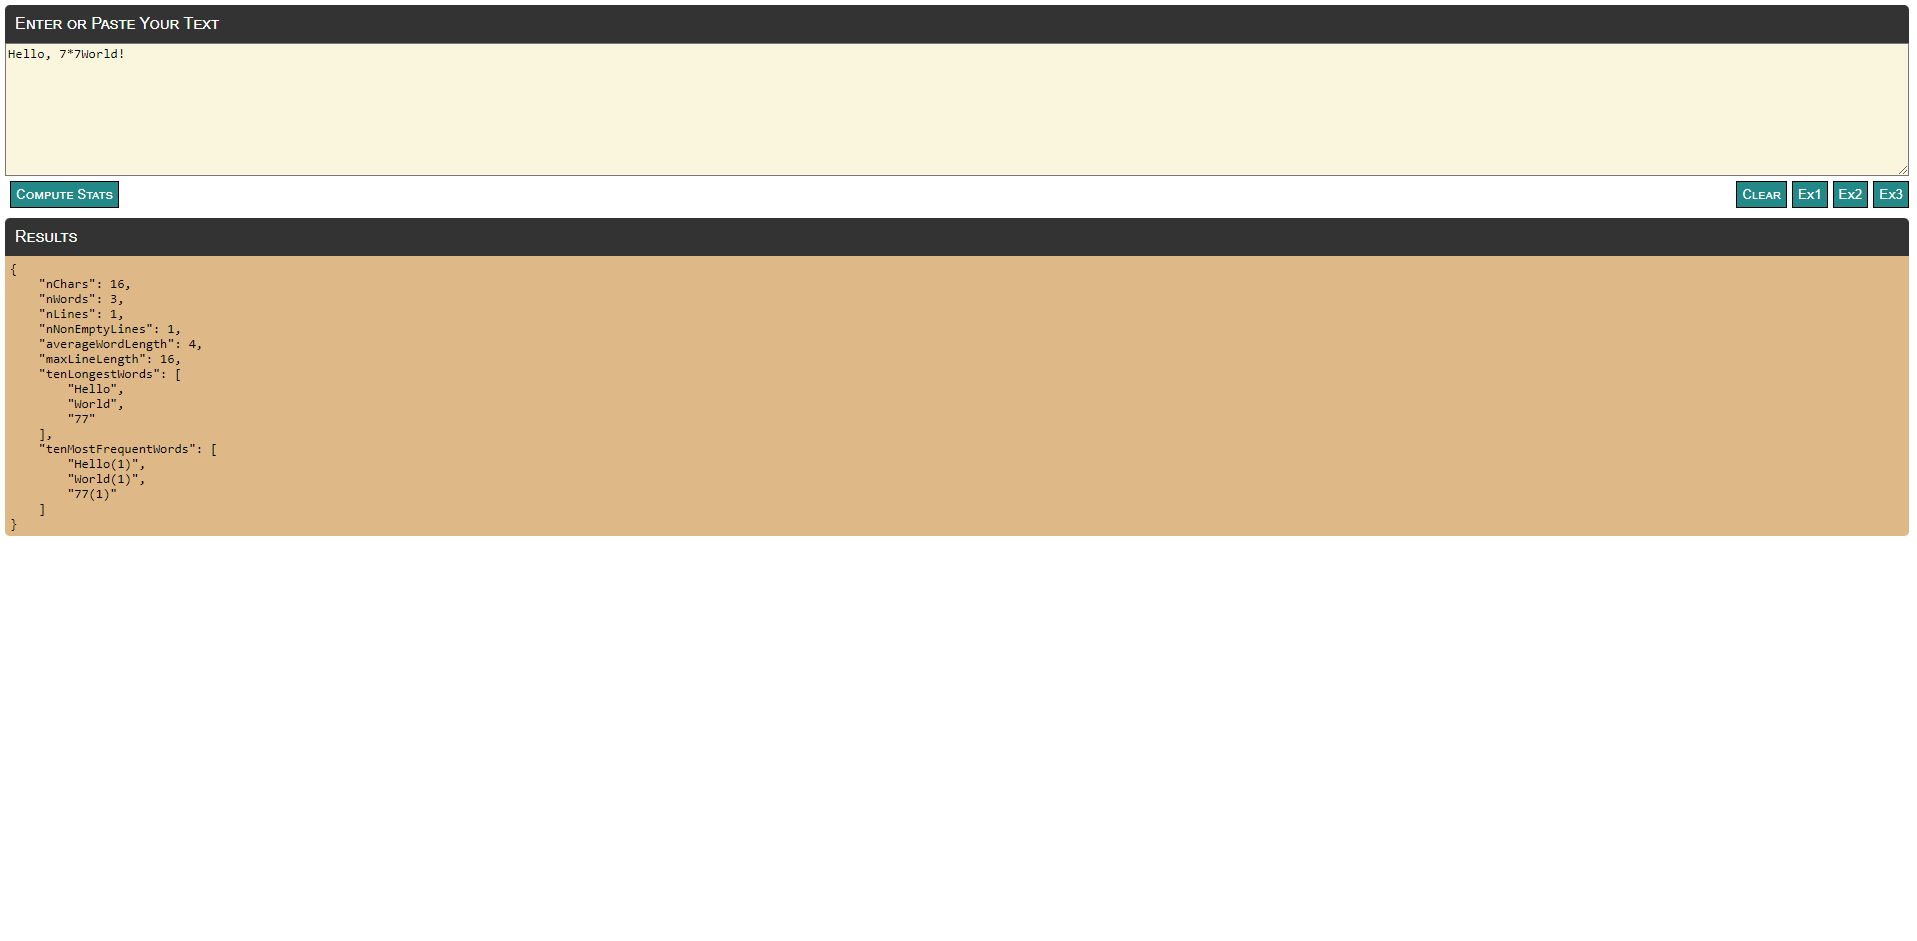 Enter or Paste Your Text
Hello, 7*7World!
Compute Stats
Clear Ex1 Ex2 Ex3
Results
{
    "nChars": 16,
    "nWords": 3,
    "nLines": 1,
    "nNonEmptyLines": 1,
    "averageWordLength": 4,
    "maxLineLength": 16,
    "tenLongestWords": [
        "Hello",
        "World",
        "77"
    ],
    "tenMostFrequentWords": [
        "Hello(1)",
        "World(1)",
        "77(1)"
    ]
}